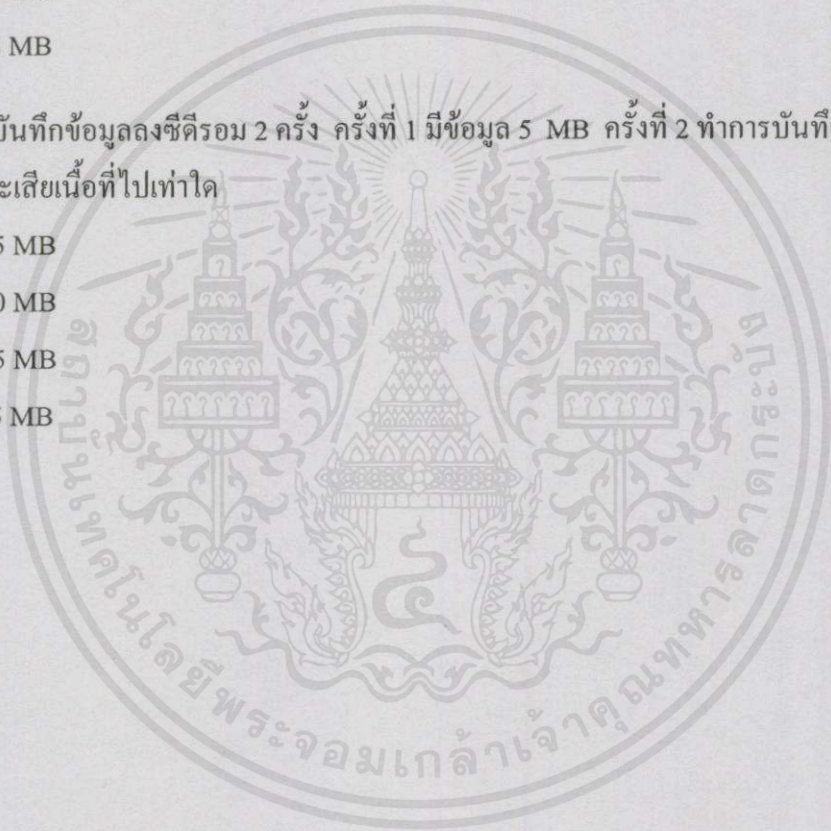 MB
บันทึกข้อมูลลงซีดีรอม 2 ครั้ง ครั้งที่ 1 มีข้อมูล 5 MB ครั้งที่ 2 ทำการบันทึ
ะเสียเนื้อที่ไปเท่าใด
5 MB
0 MB
5 MB
5 MB
สถาบันเทคโนโลยีพระจอมเกล้าเจ้าคุณทหารลาดกระบัง